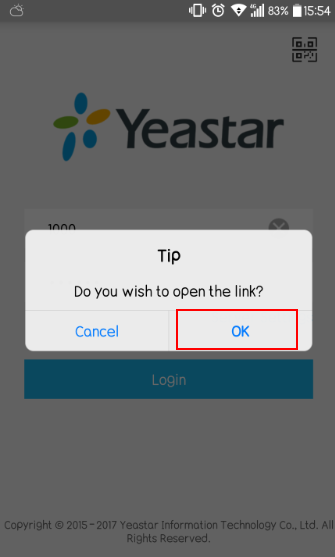 83% 15:54
Yeastar
1000
Tip
Do you wish to open the link?
Cancel OK
Login
Copyright © 2015-2017 Yeastar Information Technology Co., Ltd. All
Rights Reserved.